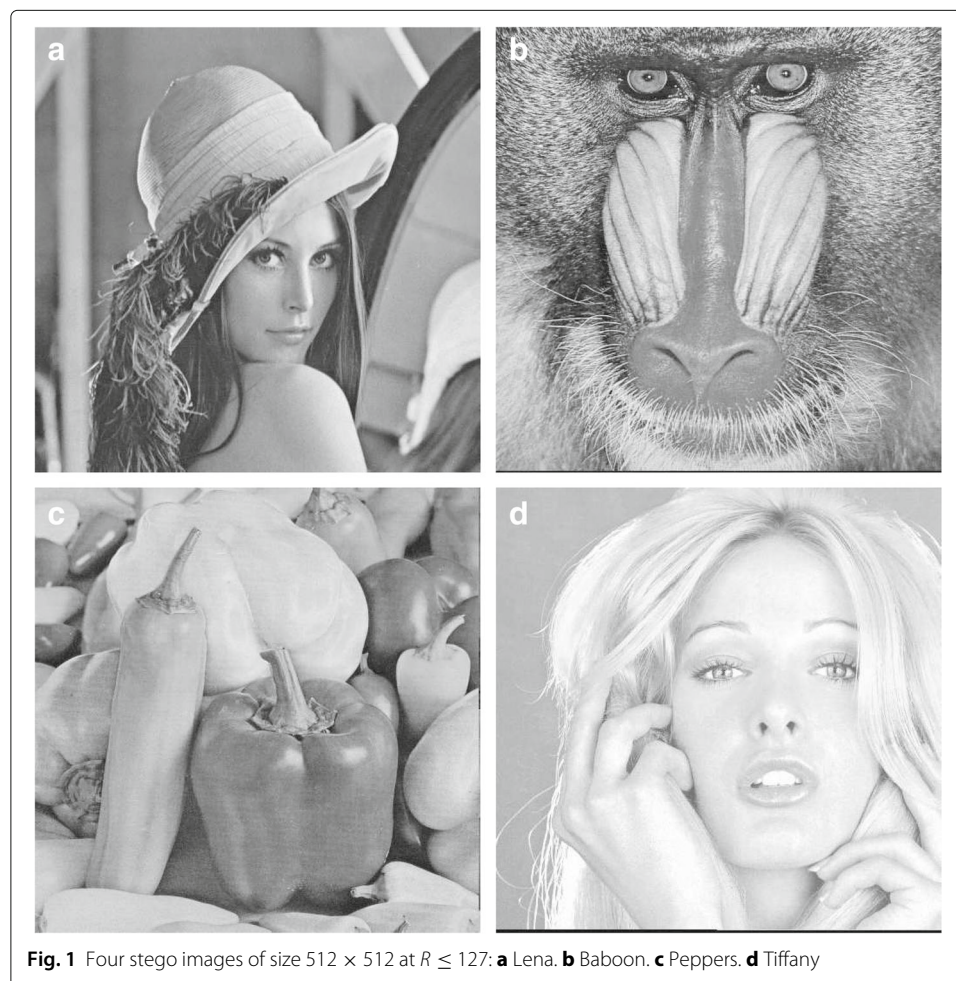 a
b
c
d
Fig. 1 Four stego images of size 512 × 512 at R ≤ 127: a Lena. b Baboon. c Peppers. d Tiffany